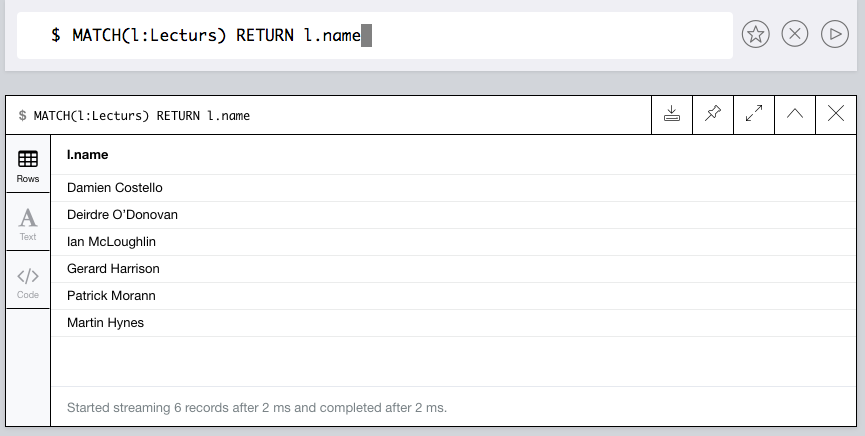 $ MATCH(l:Lecturs) RETURN l.name
$ MATCH(l:Lecturs) RETURN l.name
l.name
Rows
Damien Costello
Deirdre O’Donovan
A
Text
Ian McLoughlin
Gerard Harrison
</>
Code
Patrick Morann
Martin Hynes
Started streaming 6 records after 2 ms and completed after 2 ms.